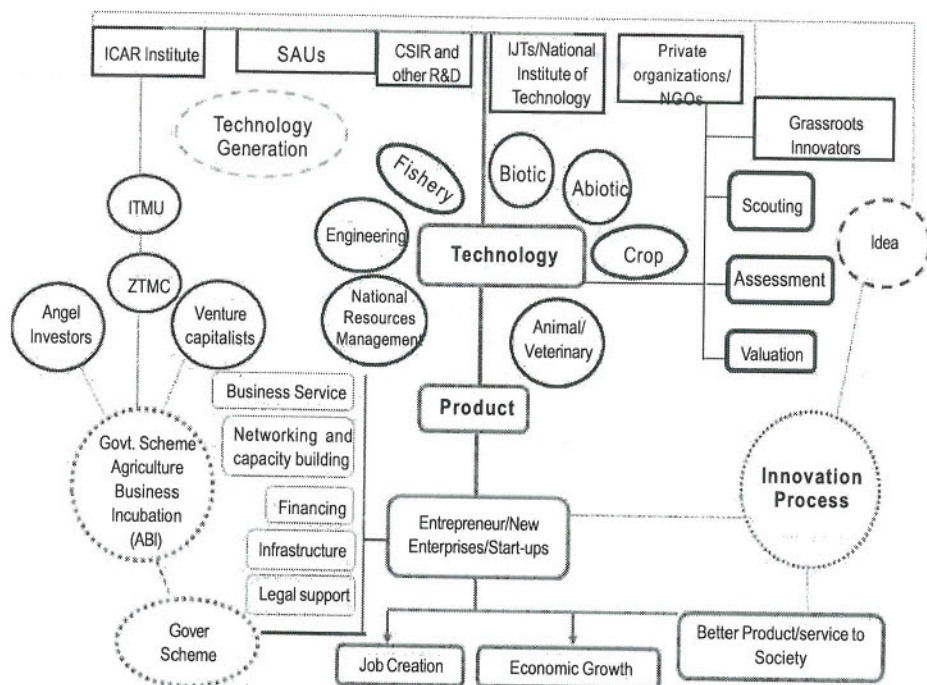 ICAR Institute
SAUs
CSIR and
other R&D
IJTs/National
Institute of
Technology
Private
organizations/
NGOs
Grassroots
Innovators
Technology
Generation
Fishery
Biotic
Abiotic
Scouting
ITMU
Engineering
Technology
Crop
Idea
ZTMC
Assessment
Angel
Investors
Venture
capitalists
National
Resources
Management
Animal/
Veterinary
Valuation
Business Service
Product
Networking and
capacity building
Govt. Scheme
Agriculture
Business
Incubation
(ABI)
Innovation
Process
Financing
Entrepreneur/New
Enterprises/Start-ups
Infrastructure
Legal support
Gover
Scheme
Job Creation
Economic Growth
Better Product/service to
Society